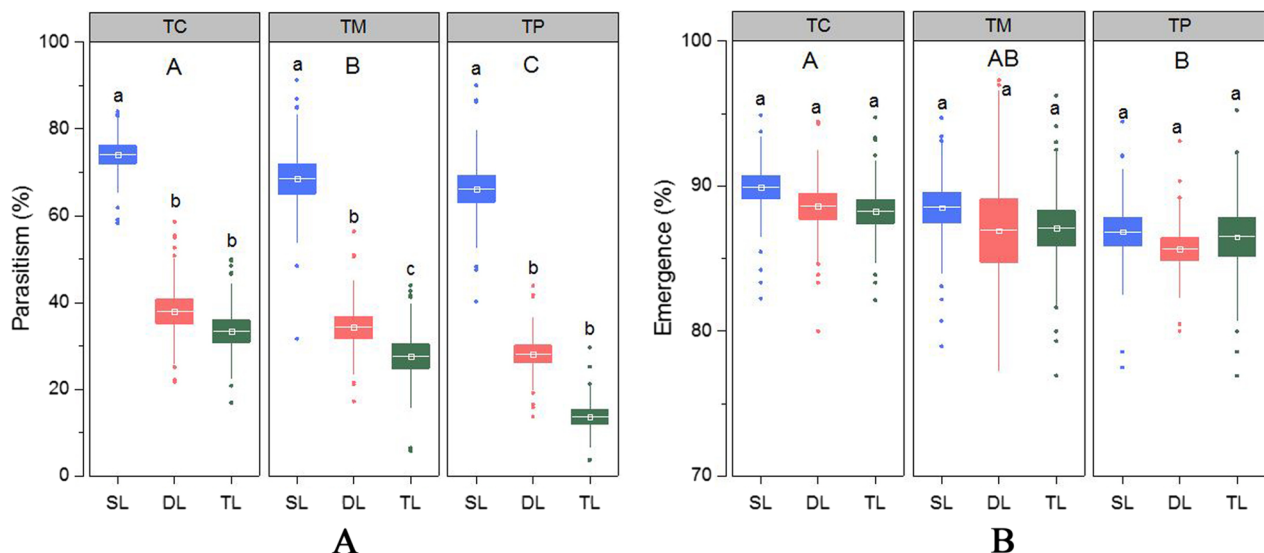 TC TM TP
A B C
a a a
b b b
b c b
Parasitism (%)
100
80
60
40
20
0
SL DL TL SL DL TL SL DL TL
A
TC TM TP
A AB B
a a a a a a a a a
Emergence (%)
100
90
80
70
SL DL TL SL DL TL SL DL TL
B